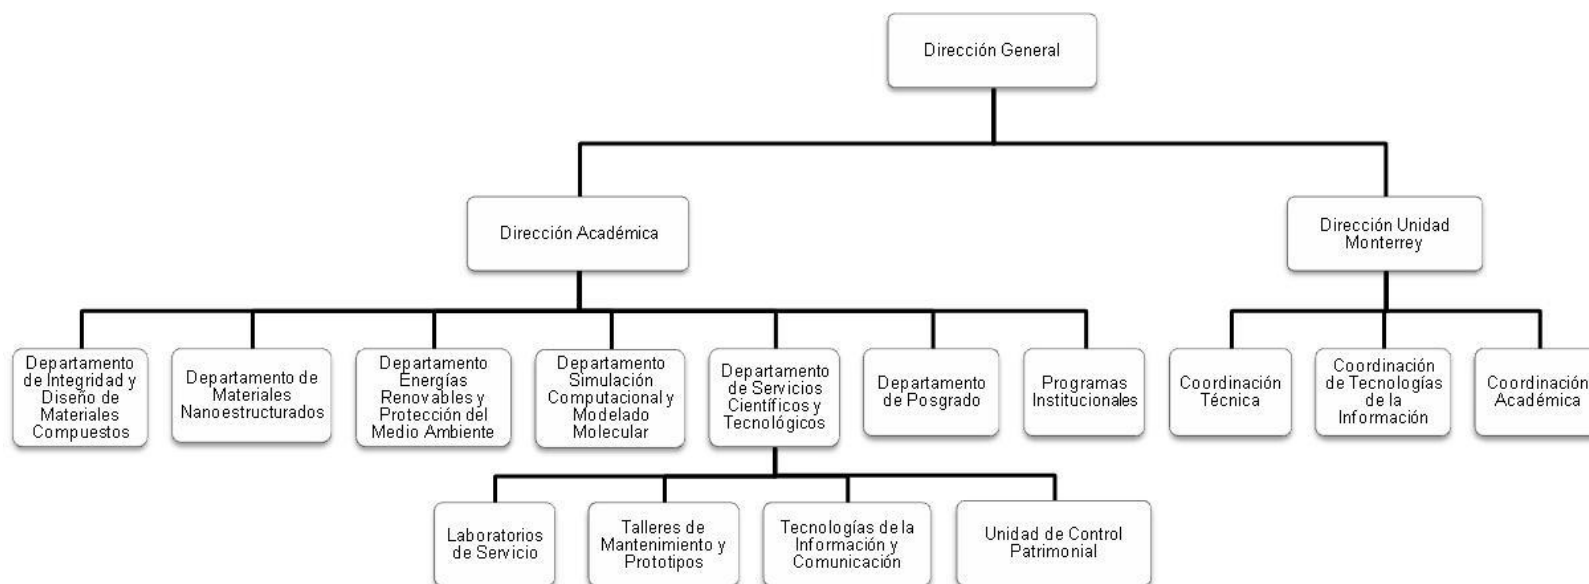 Dirección General
Dirección Académica
Dirección Unidad
Monterrey
Departamento
de Integridad y
Diseño de
Materiales
Compuestos
Departamento de
Materiales
Nanoestructurados
Departamento
Energías
Renovables y
Protección del
Medio Ambiente
Departamento
Simulación
Computacional y
Modelado
Molecular
Departamento
de Servicios
Científicos y
Tecnológicos
Departamento
de Posgrado
Programas
Institucionales
Coordinación
Técnica
Coordinación
de Tecnologías
de la
Información
Coordinación
Académica
Laboratorios
de Servicio
Talleres de
Mantenimiento y
Prototipos
Tecnologías de la
Información y
Comunicación
Unidad de Control
Patrimonial